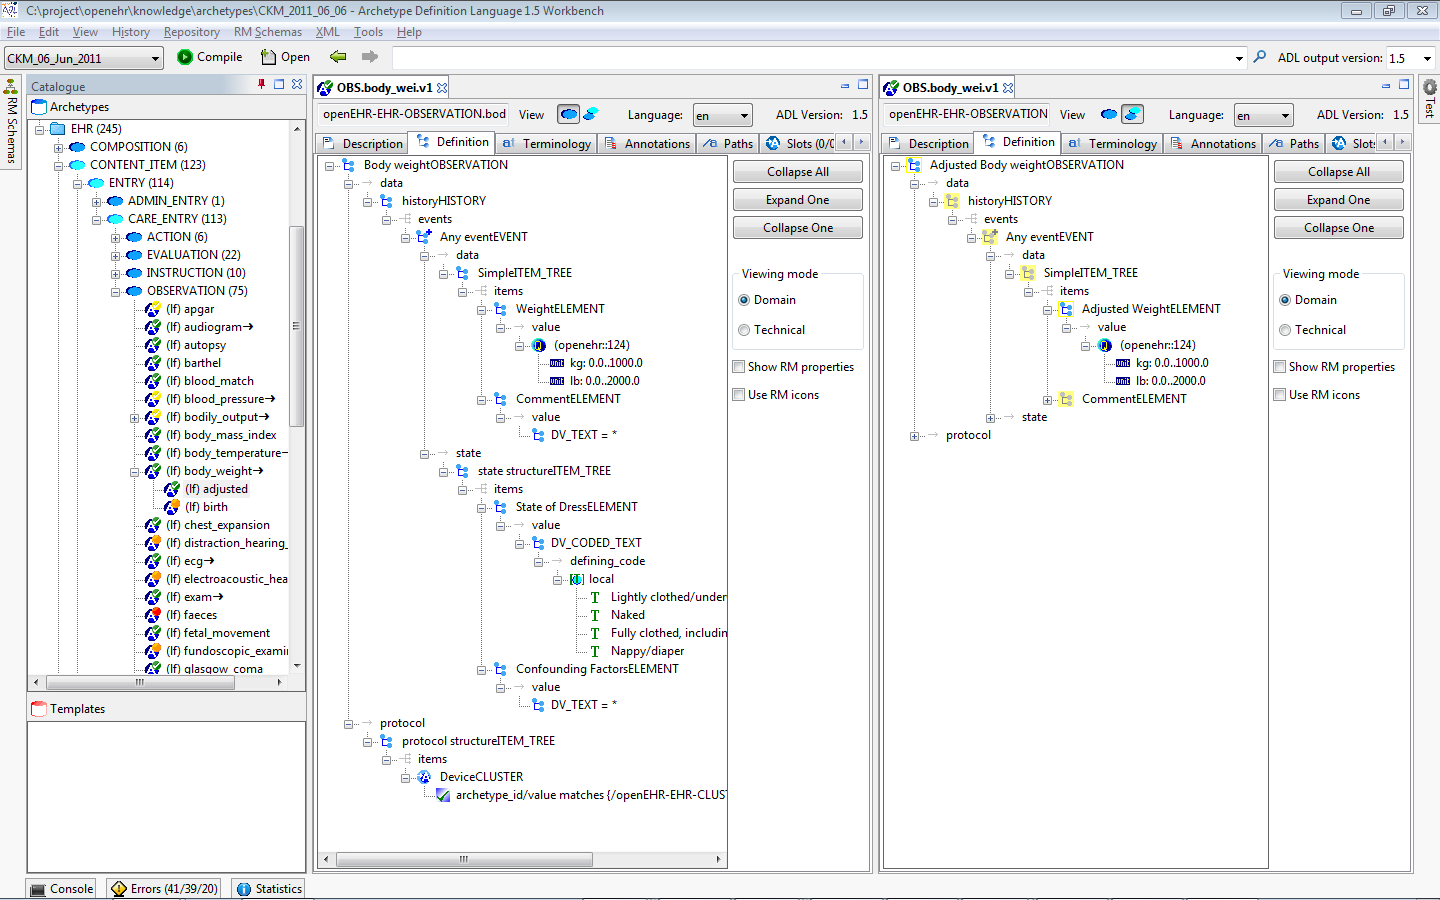 C:\project\openehr\knowledge\archetypes\CKM_2011_06_06 - Archetype Definition Language 1.5 Workbench
File Edit View History Repository RM Schemas XML Tools Help
CKM_06_Jun_2011 Compile Open ADL output version: 1.5
RM Schemas
Catalogue
Archetypes
EHR (245)
COMPOSITION (6)
CONTENT_ITEM (123)
ENTRY (114)
ADMIN_ENTRY (1)
CARE_ENTRY (113)
ACTION (6)
EVALUATION (22)
INSTRUCTION (10)
OBSERVATION (75)
(lf) apgar
(lf) audiogram→
(lf) autopsy
(lf) barthel
(lf) blood_match
(lf) blood_pressure→
(lf) bodily_output→
(lf) body_mass_index
(lf) body_temperature
(lf) body_weight→
(lf) adjusted
(lf) birth
(lf) chest_expansion
(lf) distraction_hearing_
(lf) ecg→
(lf) electroacoustic_hea
(lf) exam→
(lf) faeces
(lf) fetal_movement
(lf) fundoscopic_examin
(lf) glasgow_coma
Templates
OBS.body_wei.v1
openEHR-EHR-OBSERVATION.bod View Language: en ADL Version: 1.5
Description Definition Terminology Annotations Paths Slots (0/0
Body weightOBSERVATION
data
historyHISTORY
events
Any eventEVENT
data
SimpleITEM_TREE
items
WeightELEMENT
value
(openehr::124)
kg: 0.0..1000.0
lb: 0.0..2000.0
CommentELEMENT
value
DV_TEXT = *
state
state structureITEM_TREE
items
State of DressELEMENT
value
DV_CODED_TEXT
defining_code
local
Lightly clothed/under
Naked
Fully clothed, includin
Nappy/diaper
Confounding FactorsELEMENT
value
DV_TEXT = *
protocol
protocol structureITEM_TREE
items
DeviceCLUSTER
archetype_id/value matches {/openEHR-EHR-CLUST
Collapse All
Expand One
Collapse One
Viewing mode
Domain
Technical
Show RM properties
Use RM icons
OBS.body_wei.v1
openEHR-EHR-OBSERVATION View Language: en ADL Version: 1.5
Description Definition Terminology Annotations Paths Slots
Adjusted Body weightOBSERVATION
data
historyHISTORY
events
Any eventEVENT
data
SimpleITEM_TREE
items
Adjusted WeightELEMENT
value
(openehr::124)
kg: 0.0..1000.0
lb: 0.0..2000.0
CommentELEMENT
state
protocol
Collapse All
Expand One
Collapse One
Viewing mode
Domain
Technical
Show RM properties
Use RM icons
Test
Console Errors (41/39/20) Statistics